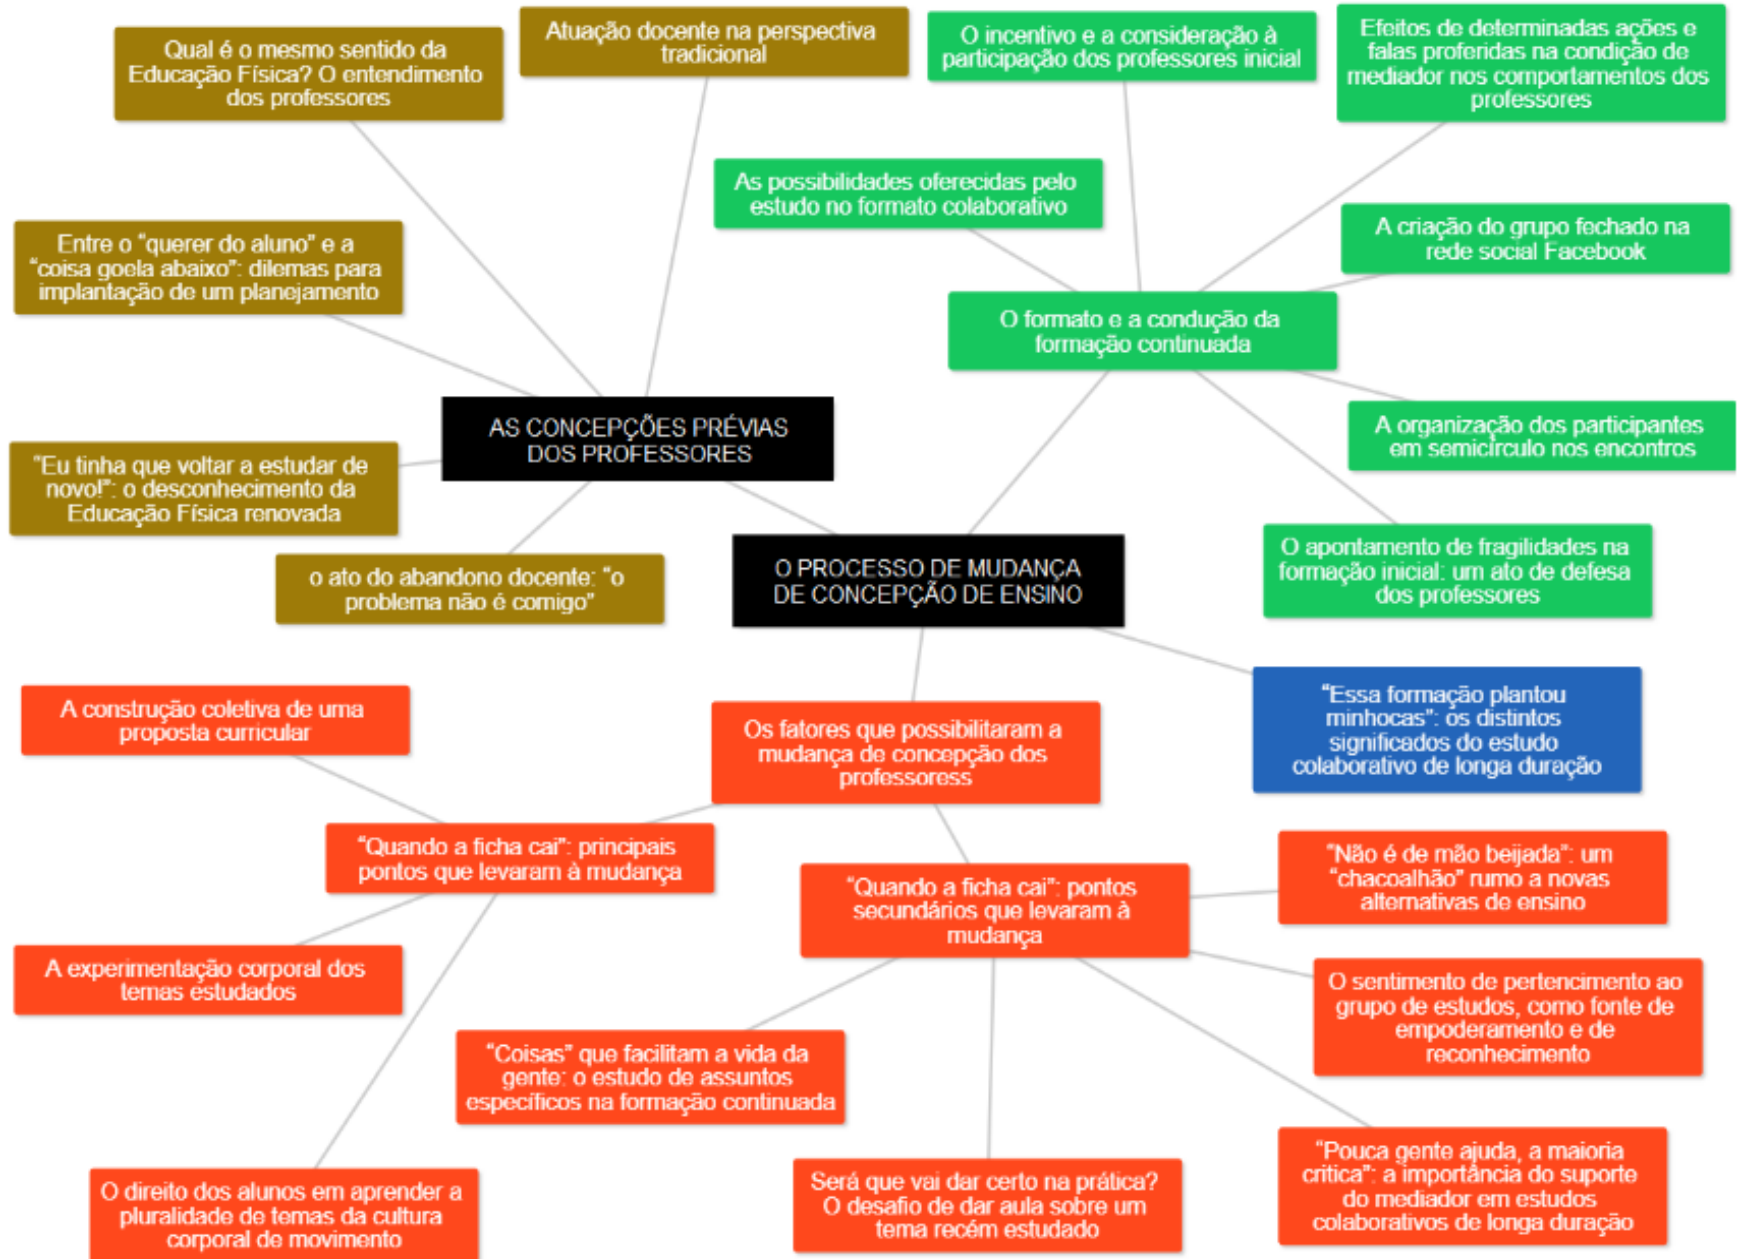 Qual é o mesmo sentido da
Educação Física? O entendimento
dos professores
Atuação docente na perspectiva
tradicional
O incentivo e a consideração à
participação dos professores inicial
Efeitos de determinadas ações e
falas proferidas na condição de
mediador nos comportamentos dos
professores
As possibilidades oferecidas pelo
estudo no formato colaborativo
Entre o “querer do aluno” e a
“coisa goela abaixo”: dilemas para
implantação de um planejamento
A criação do grupo fechado na
rede social Facebook
O formato e a condução da
formação continuada
AS CONCEPÇÕES PRÉVIAS
DOS PROFESSORES
A organização dos participantes
em semicírculo nos encontros
“Eu tinha que voltar a estudar de
novo!”: o desconhecimento da
Educação Física renovada
o ato do abandono docente: “o
problema não é comigo”
O PROCESSO DE MUDANÇA
DE CONCEPÇÃO DE ENSINO
O apontamento de fragilidades na
formação inicial: um ato de defesa
dos professores
A construção coletiva de uma
proposta curricular
Os fatores que possibilitaram a
mudança de concepção dos
professoress
“Essa formação plantou
minhocas”: os distintos
significados do estudo
colaborativo de longa duração
“Quando a ficha cai”: principais
pontos que levaram à mudança
“Quando a ficha cai”: pontos
secundários que levaram à
mudança
“Não é de mão beijada”: um
“chacoalhão” rumo a novas
alternativas de ensino
A experimentação corporal dos
temas estudados
O sentimento de pertencimento ao
grupo de estudos, como fonte de
empoderamento e de
reconhecimento
“Coisas” que facilitam a vida da
gente: o estudo de assuntos
específicos na formação continuada
O direito dos alunos em aprender a
pluralidade de temas da cultura
corporal de movimento
Será que vai dar certo na prática?
O desafio de dar aula sobre um
tema recém estudado
“Pouca gente ajuda, a maioria
critica”: a importância do suporte
do mediador em estudos
colaborativos de longa duração